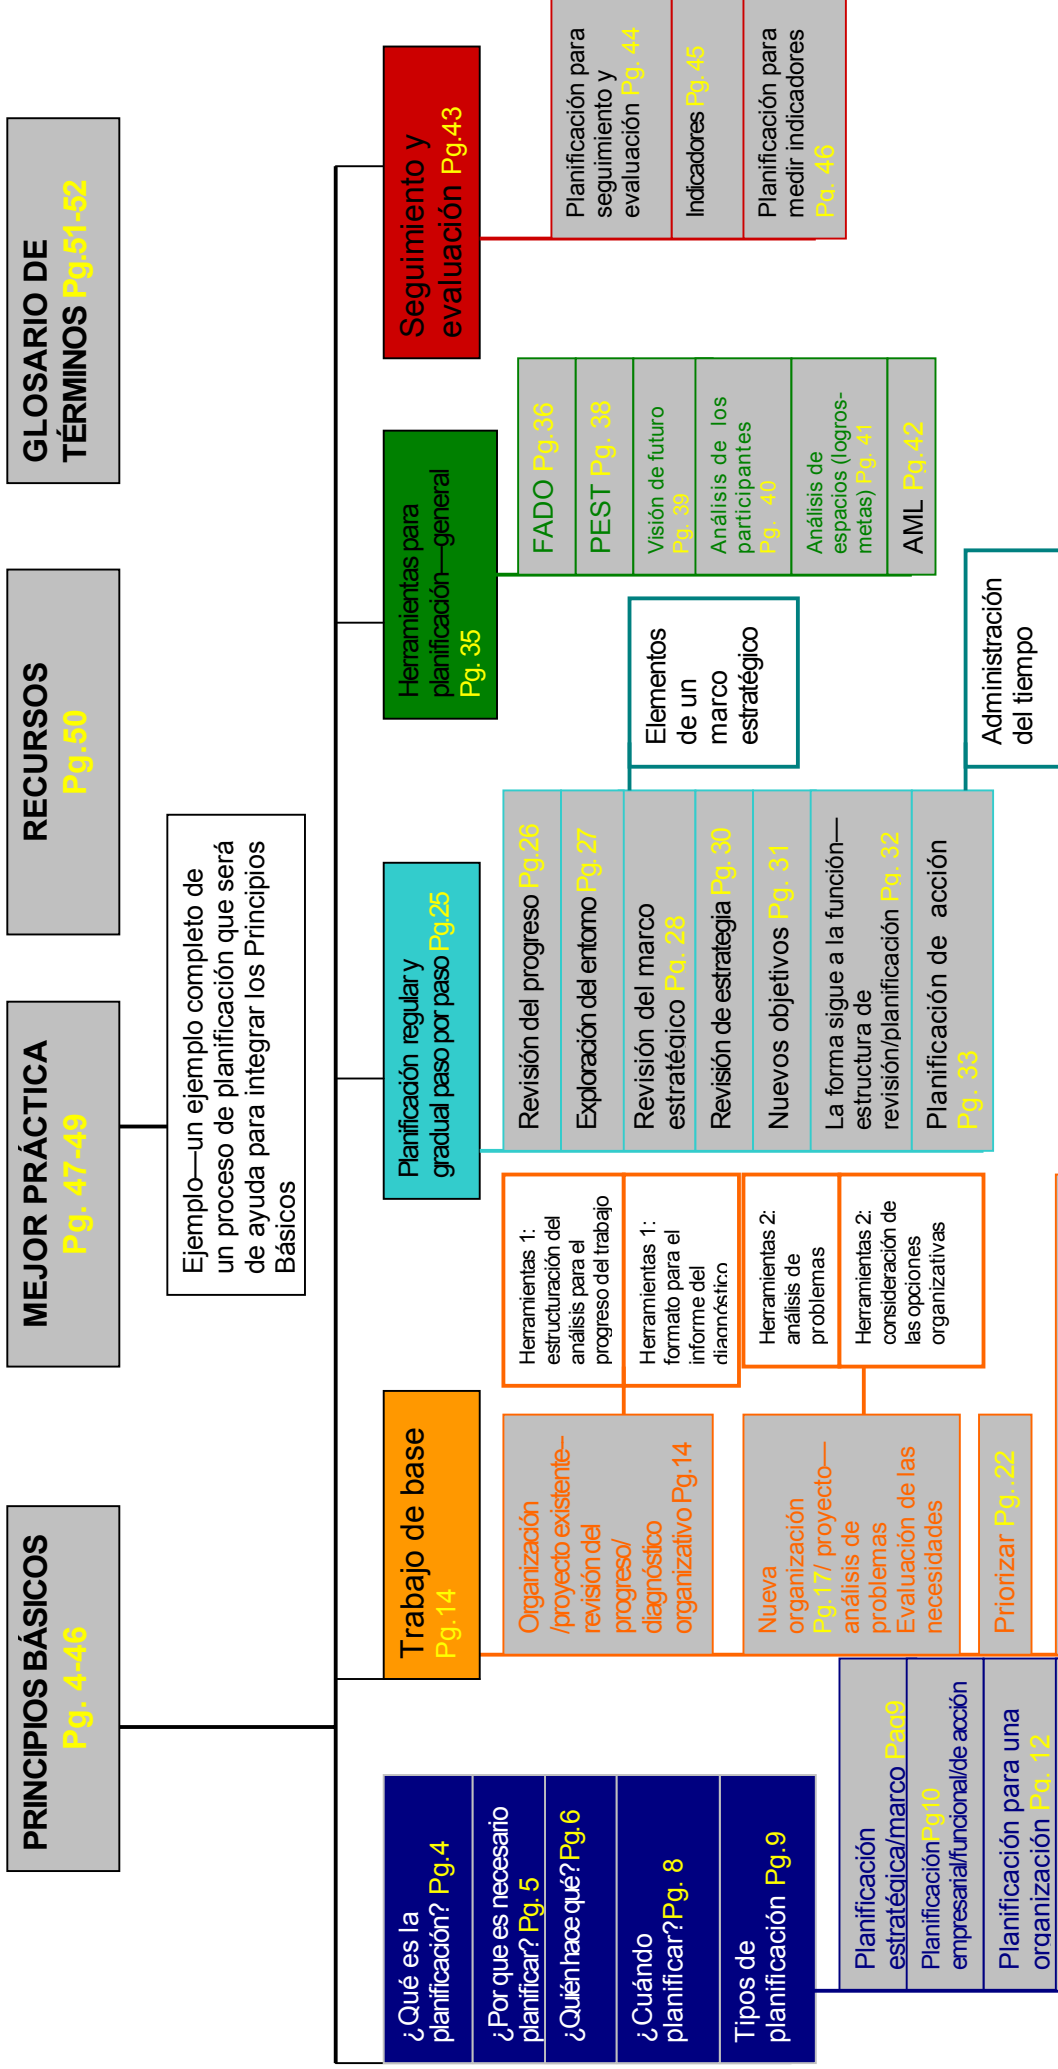 PRINCIPIOS BÁSICOS
Pg. 4-46
MEJOR PRÁCTICA
Pg. 47-49
RECURSOS
Pg.50
GLOSARIO DE
TÉRMINOS Pg.51-52
Ejemplo—un ejemplo completo de
un proceso de planificación que será
de ayuda para integrar los Principios
Básicos
¿Qué es la
planificación? Pg.4
¿Por que es necesario
planificar? Pg. 5
¿Quién hace qué? Pg.6
¿Cuándo
planificar? Pg. 8
Tipos de
planificación Pg.9
Planificación
estratégica/marco Pag9
Planificación Pg10
empresarial/funcional/de acción
Planificación para una
organización Pg. 12
Trabajo de base
Pg.14
Organización
/proyecto existente–
revisión del
progreso/
diagnóstico
organizativo Pg.14
Nueva
organización
Pg.17/ proyecto—
análisis de
problemas
Evaluación de las
necesidades
Priorizar Pg..22
Herramientas 1:
estructuración del
análisis para el
progreso del trabajo
Herramientas 1:
formato para el
informe del
diagnóstico
Herramientas 2:
análisis de
problemas
Herramientas 2:
consideración de
las opciones
organizativas
Planificación regular y
gradual paso por paso Pg.25
Revisión del progreso Pg.26
Exploración del entorno Pg.27
Revisión del marco
estratégico Pg. 28
Revisión de estrategia Pg. 30
Nuevos objetivos Pg. 31
La forma sigue a la función—
estructura de
revisión/planificación Pg. 32
Planificación de acción
Pg. 33
Elementos
de un
marco
estratégico
Administración
del tiempo
Herramientas para
planificación—general
Pg. 35
FADO Pg.36
PEST Pg. 38
Visión de futuro
Pg. 39
Análisis de los
participantes
Pg. 40
Análisis de
espacios (logros-
metas) Pg. 41
AML Pg.42
Seguimiento y
evaluación Pg.43
Planificación para
seguimiento y
evaluación Pg. 44
Indicadores Pg.45
Planificación para
medir indicadores
Pg. 46